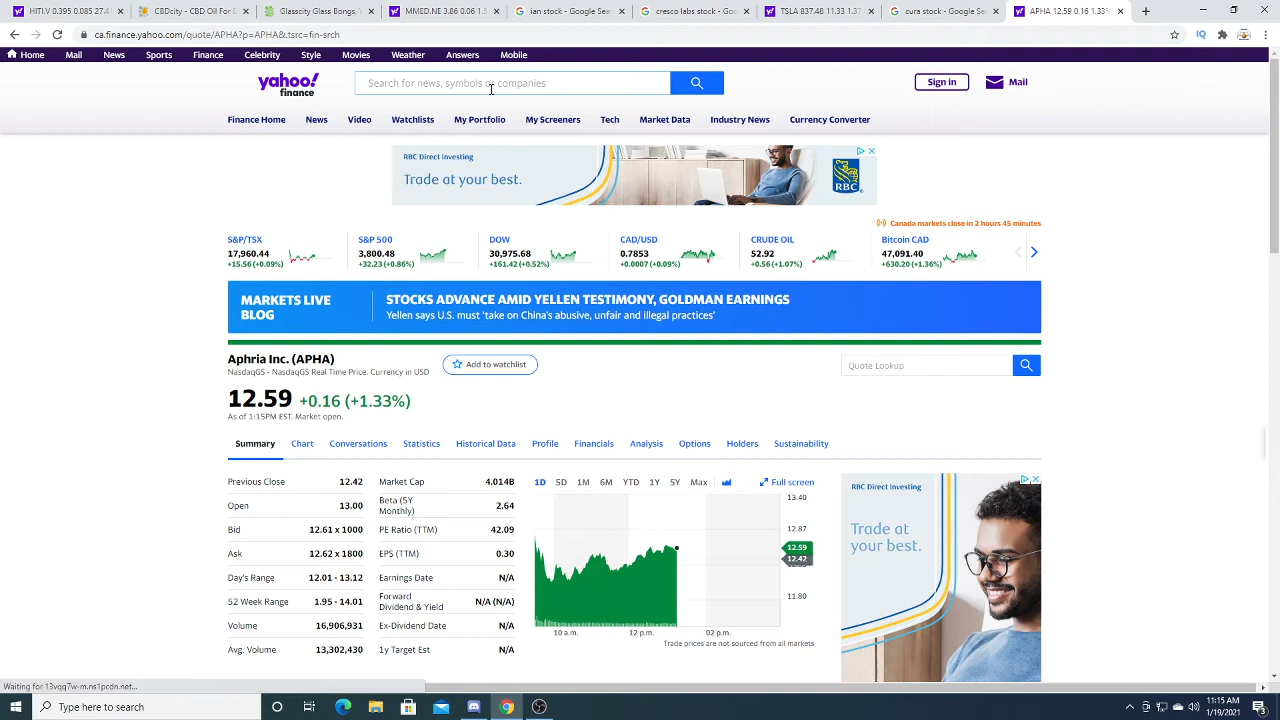 HITI.V 0.395 0.085 27.4
CBDcity - CBD Oil For E
Glasscity Glass Bongs,
MMED.NE 3.86 0.06 1.5
ian stock - Google Sear
cresco labs stock - Goo
TSLA 837.48 11.33 1.37
cura stock - Google Sea
APHA 12.59 0.16 1.33%
ca.finance.yahoo.com/quote/APHA?p=APHA&.tsrc=fin-srch
Home Mail News Sports Finance Celebrity Style Movies Weather Answers Mobile
yahoo!
finance
Search for news, symbols or companies
Sign in
Mail
Finance Home News Video Watchlists My Portfolio My Screeners Tech Market Data Industry News Currency Converter
RBC Direct Investing
Trade at your best.
RBC
Canada markets close in 2 hours 45 minutes
S&P/TSX
17,960.44
+15.56 (+0.09%)
S&P 500
3,800.48
+32.23 (+0.86%)
DOW
30,975.68
+161.42 (+0.52%)
CAD/USD
0.7853
+0.0007 (+0.09%)
CRUDE OIL
52.92
+0.56 (+1.07%)
Bitcoin CAD
47,091.40
+630.20 (+1.36%)
MARKETS LIVE
BLOG
STOCKS ADVANCE AMID YELLEN TESTIMONY, GOLDMAN EARNINGS
Yellen says U.S. must 'take on China's abusive, unfair and illegal practices'
Aphria Inc. (APHA)
NasdaqGS - NasdaqGS Real Time Price. Currency in USD
Add to watchlist
Quote Lookup
12.59 +0.16 (+1.33%)
As of 1:15PM EST. Market open.
Summary Chart Conversations Statistics Historical Data Profile Financials Analysis Options Holders Sustainability
Previous Close 12.42
Open 13.00
Bid 12.61 x 1000
Ask 12.62 x 1800
Day's Range 12.01 - 13.12
52 Week Range 1.95 - 14.01
Volume 16,906,931
Avg. Volume 13,302,430
Market Cap 4.014B
Beta (5Y
Monthly) 2.64
PE Ratio (TTM) 42.09
EPS (TTM) 0.30
Earnings Date N/A
Forward
Dividend & Yield N/A (N/A)
Ex-Dividend Date N/A
1y Target Est N/A
1D 5D 1M 6M YTD 1Y 5Y Max
Full screen
13.40
12.87
12.59
12.42
11.80
10 a.m. 12 p.m. 02 p.m.
Trade prices are not sourced from all markets
RBC Direct Investing
Trade at
your best.
Waiting for 13vqq7w-m.ns1pcdn.net...
Type here to search
11:15 AM
1/19/2021